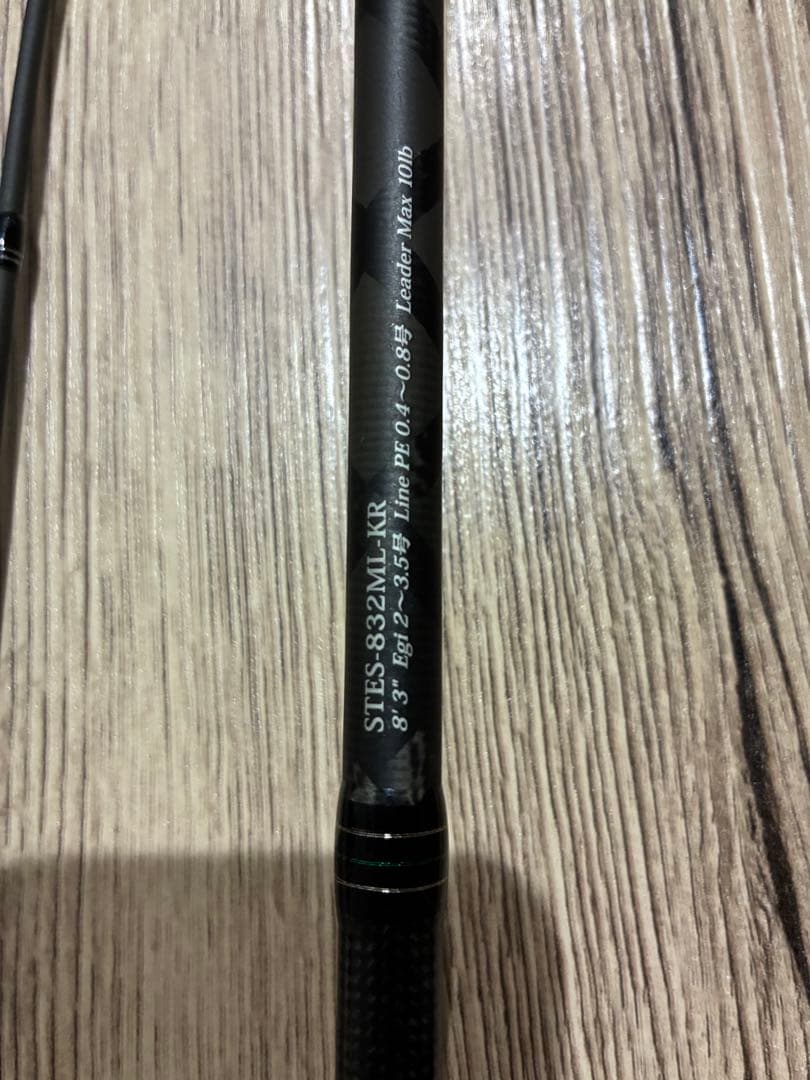 STES-832ML-KR
8'3" Egi 2～3.5号 Line PE 0.4～0.8号 Leader Max 10lb